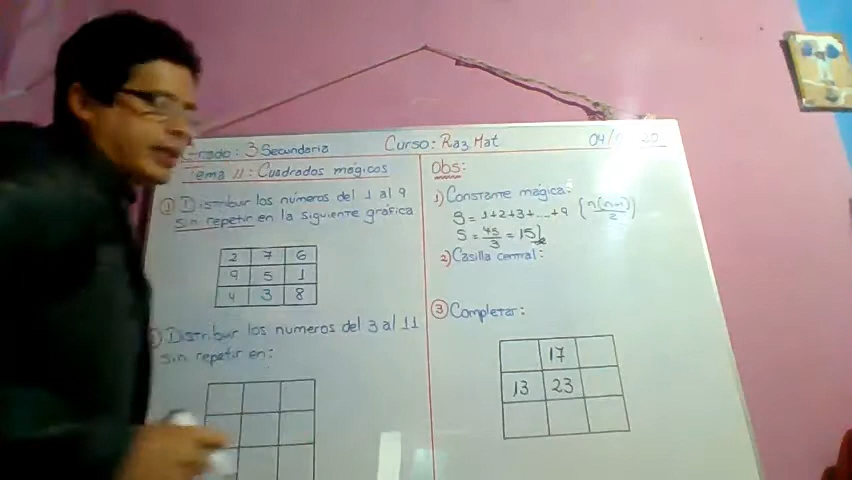 Grado: 3 Secundaria
Curso: Raz Mat
04/ 20
Tema 11: Cuadrados mágicos
① Distribuir los números del 1 al 9
sin repetir en la siguiente gráfica
2 7 6
9 5 1
4 3 8
Distribuir los numeros del 3 al 11
sin repetir en:
Obs:
1) Constante mágica:
S = 1+2+3+...+9 (n(n+1)/2)
S = 45/3 = 15
2) Casilla central:
③ Completar:
17
13 23